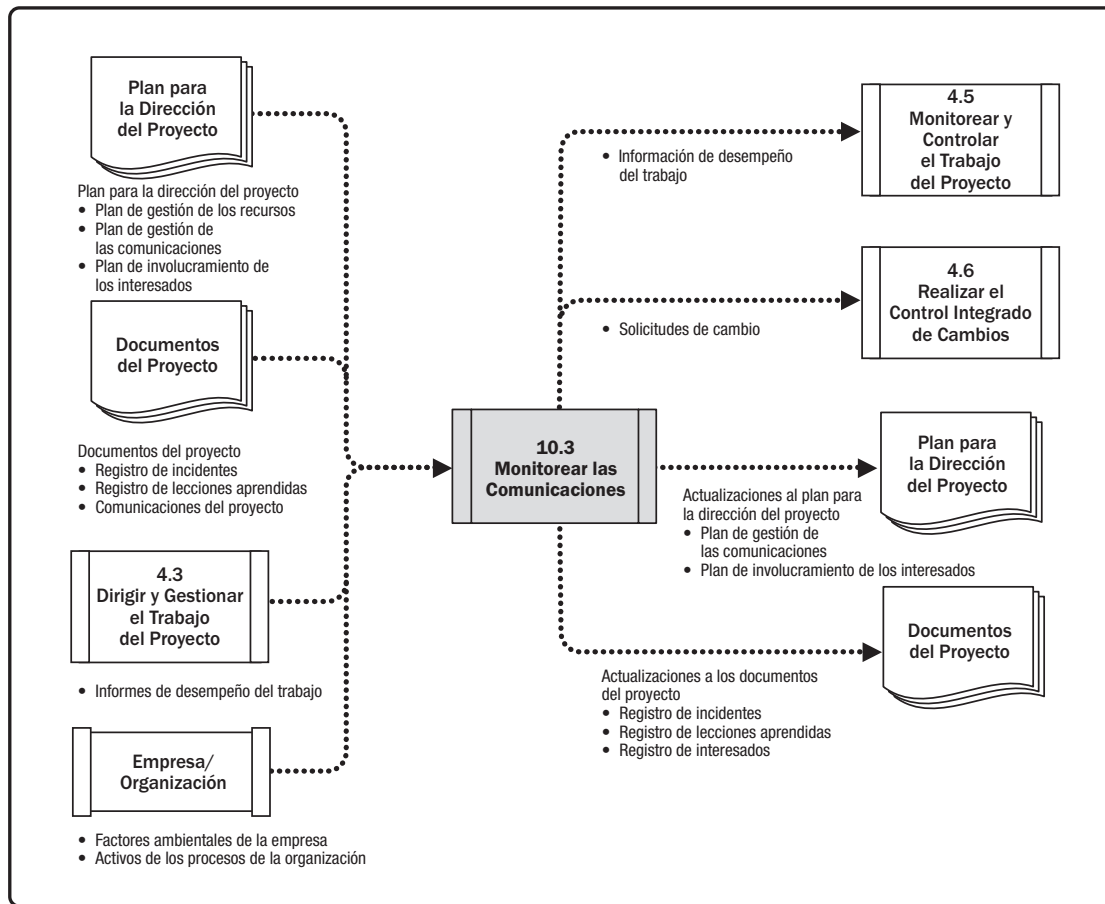 Plan para
la Dirección
del Proyecto
Plan para la dirección del proyecto
• Plan de gestión de los recursos
• Plan de gestión de
las comunicaciones
• Plan de involucramiento de
los interesados
Documentos
del Proyecto
Documentos del proyecto
• Registro de incidentes
• Registro de lecciones aprendidas
• Comunicaciones del proyecto
4.3
Dirigir y Gestionar
el Trabajo
del Proyecto
• Informes de desempeño del trabajo
Empresa/
Organización
• Factores ambientales de la empresa
• Activos de los procesos de la organización
10.3
Monitorear las
Comunicaciones
4.5
Monitorear y
Controlar
el Trabajo
del Proyecto
• Información de desempeño
del trabajo
4.6
Realizar el
Control Integrado
de Cambios
• Solicitudes de cambio
Plan para
la Dirección
del Proyecto
Actualizaciones al plan para
la dirección del proyecto
• Plan de gestión de
las comunicaciones
• Plan de involucramiento de los interesados
Documentos
del Proyecto
Actualizaciones a los documentos
del proyecto
• Registro de incidentes
• Registro de lecciones aprendidas
• Registro de interesados